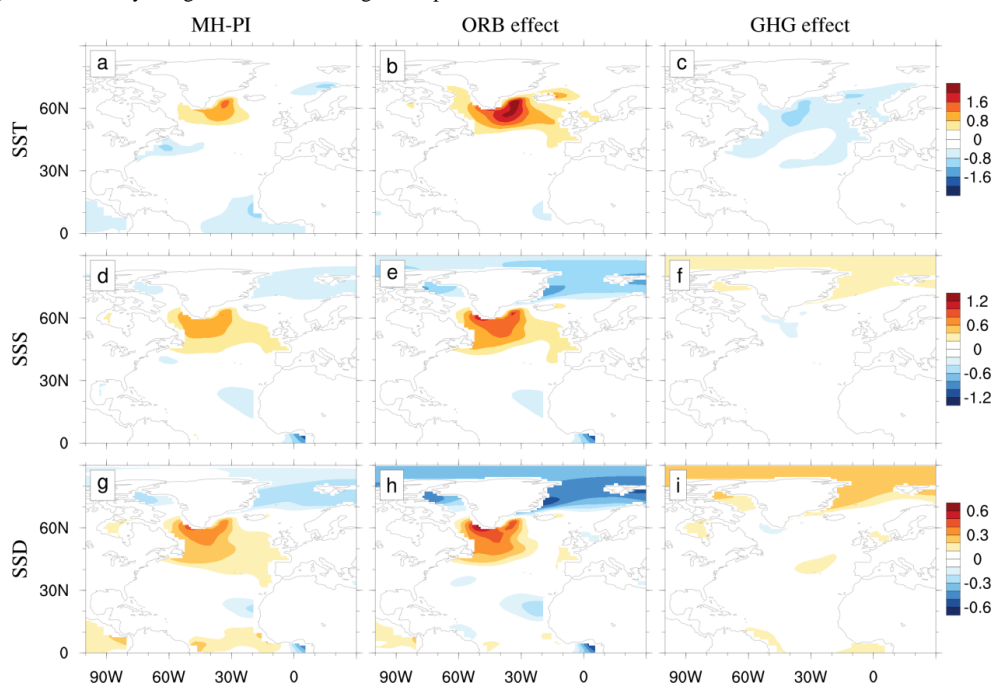 MH-PI ORB effect GHG effect
a b c
60N 30N 0
SST
1.6 0.8 0 -0.8 -1.6
d e f
60N 30N 0
SSS
1.2 0.6 0 -0.6 -1.2
g h i
60N 30N 0
SSD
0.6 0.3 0 -0.3 -0.6
90W 60W 30W 0 90W 60W 30W 0 90W 60W 30W 0